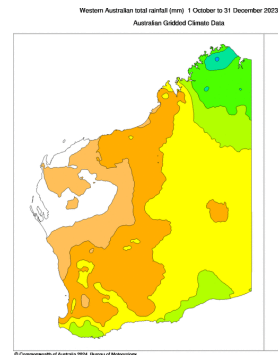 Western Australian total rainfall (mm) 1 October to 31 December 2023
Australian Gridded Climate Data
© Commonwealth of Australia 2024, Bureau of Meteorology